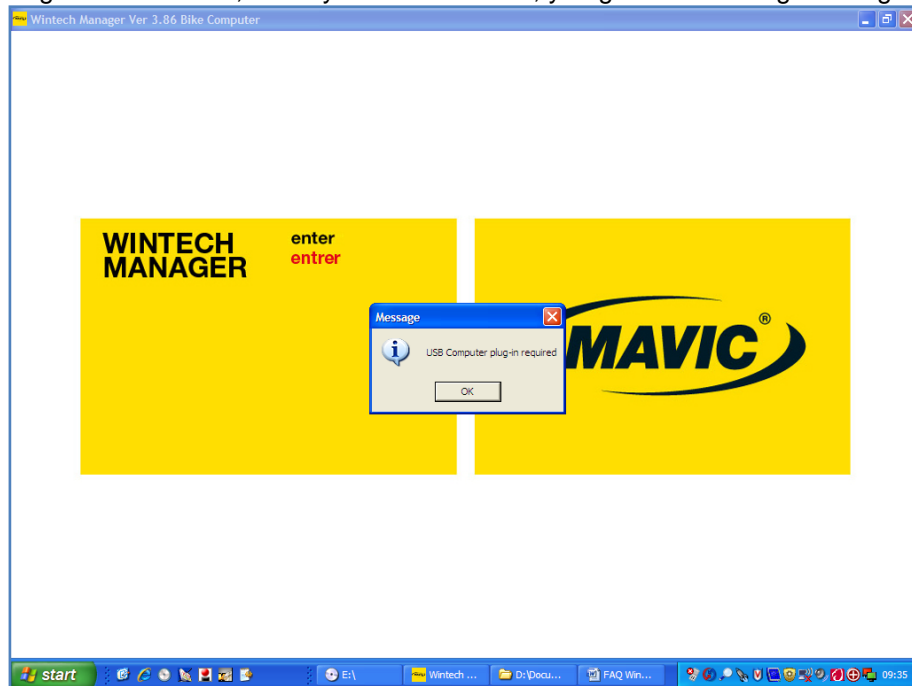 Wintech Manager Ver 3.86 Bike Computer
WINTECH
MANAGER
enter
entrer
Message
USB Computer plug-in required
OK
MAVIC®
start
E:\
Wintech ...
D:\Docu...
FAQ Win...
09:35